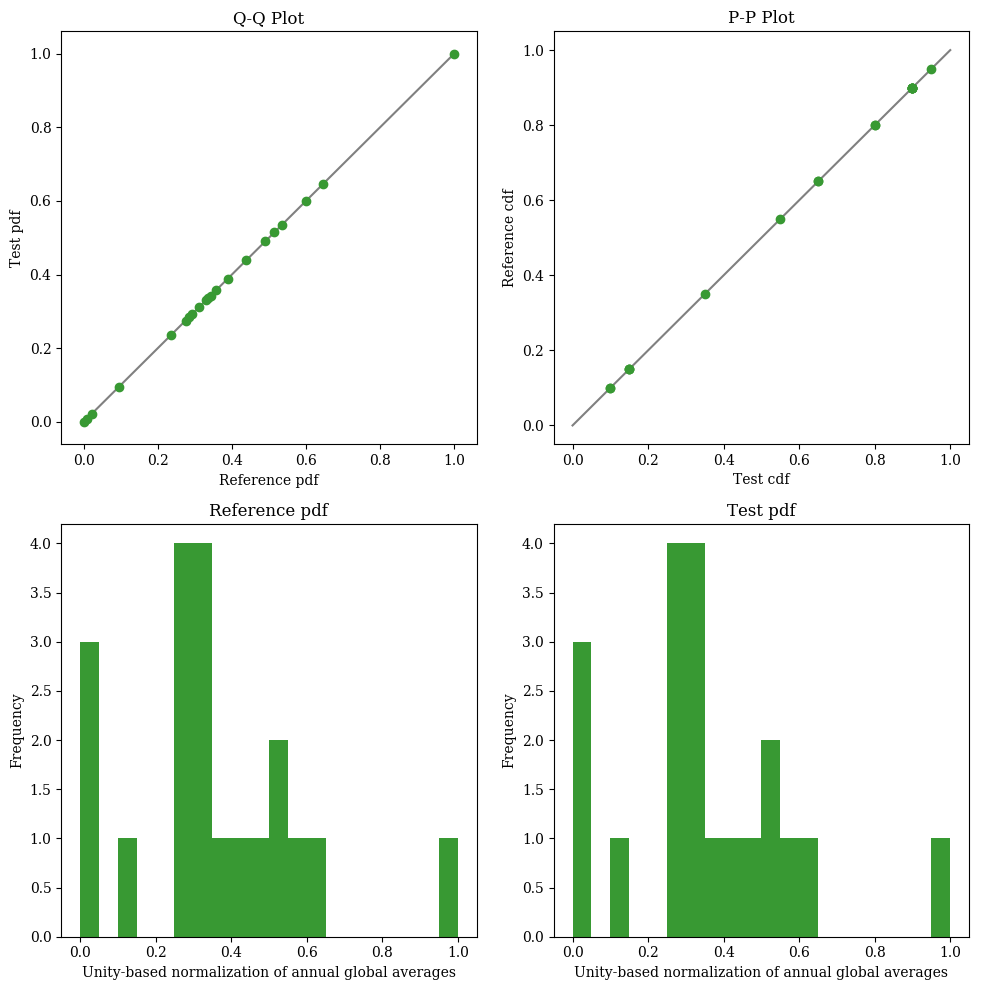 Q-Q Plot
1.0
0.8
0.6
0.4
0.2
0.0
Test pdf
0.0 0.2 0.4 0.6 0.8 1.0
Reference pdf
P-P Plot
1.0
0.8
0.6
0.4
0.2
0.0
Reference cdf
0.0 0.2 0.4 0.6 0.8 1.0
Test cdf
Reference pdf
4.0
3.5
3.0
2.5
2.0
1.5
1.0
0.5
0.0
Frequency
0.0 0.2 0.4 0.6 0.8 1.0
Unity-based normalization of annual global averages
Test pdf
4.0
3.5
3.0
2.5
2.0
1.5
1.0
0.5
0.0
Frequency
0.0 0.2 0.4 0.6 0.8 1.0
Unity-based normalization of annual global averages